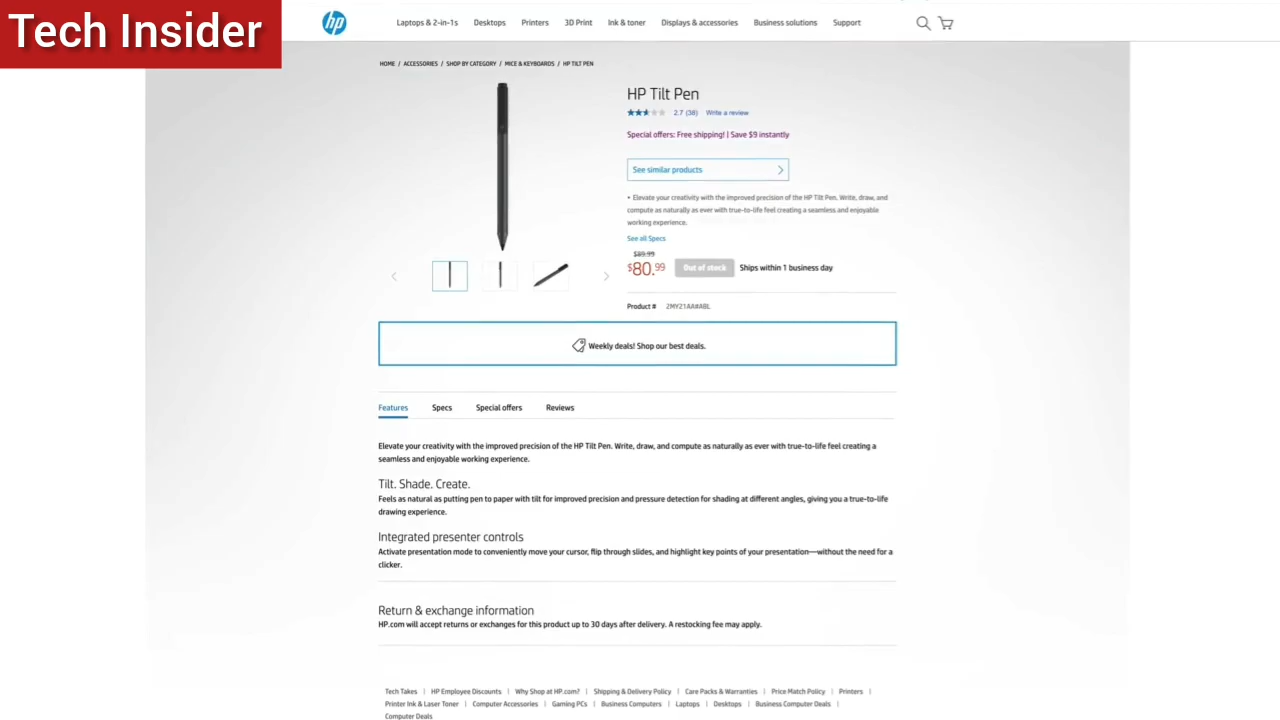 Tech Insider
hp
Laptops & 2-in-1s Desktops Printers 3D Print Ink & toner Displays & accessories Business solutions Support
HOME / ACCESSORIES / SHOP BY CATEGORY / MICE & KEYBOARDS / HP TILT PEN
HP Tilt Pen
2.7 (38) Write a review
Special offers: Free shipping! | Save $9 instantly
See similar products
• Elevate your creativity with the improved precision of the HP Tilt Pen. Write, draw, and
compute as naturally as ever with true-to-life feel creating a seamless and enjoyable
working experience.
See all Specs
$89.99
$80.99 Out of stock Ships within 1 business day
Product # 2MY21AA#ABL
Weekly deals! Shop our best deals.
Features Specs Special offers Reviews
Elevate your creativity with the improved precision of the HP Tilt Pen. Write, draw, and compute as naturally as ever with true-to-life feel creating a
seamless and enjoyable working experience.
Tilt. Shade. Create.
Feels as natural as putting pen to paper with tilt for improved precision and pressure detection for shading at different angles, giving you a true-to-life
drawing experience.
Integrated presenter controls
Activate presentation mode to conveniently move your cursor, flip through slides, and highlight key points of your presentation—without the need for a
clicker.
Return & exchange information
HP.com will accept returns or exchanges for this product up to 30 days after delivery. A restocking fee may apply.
Tech Takes | HP Employee Discounts | Why Shop at HP.com? | Shipping & Delivery Policy | Care Packs & Warranties | Price Match Policy | Printers |
Printer Ink & Laser Toner | Computer Accessories | Gaming PCs | Business Computers | Laptops | Desktops | Business Computer Deals |
Computer Deals